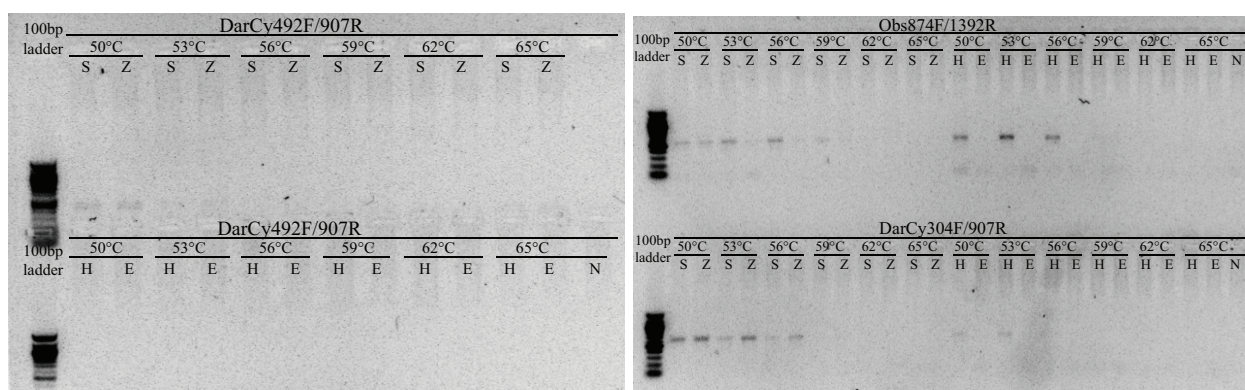 DarCy492F/907R
100bp
50°C 53°C 56°C 59°C 62°C 65°C
ladder
S Z S Z S Z S Z S Z S Z
DarCy492F/907R
50°C 53°C 56°C 59°C 62°C 65°C
100bp
ladder H E H E H E H E H E H E N
Obs874F/1392R
100bp
50°C 53°C 56°C 59°C 62°C 65°C 50°C 53°C 56°C 59°C 62°C 65°C
ladder S Z S Z S Z S Z S Z S Z H E H E H E H E H E H E N
DarCy304F/907R
100bp
50°C 53°C 56°C 59°C 62°C 65°C 50°C 53°C 56°C 59°C 62°C 65°C
ladder S Z S Z S Z S Z S Z S Z H E H E H E H E H E H E N